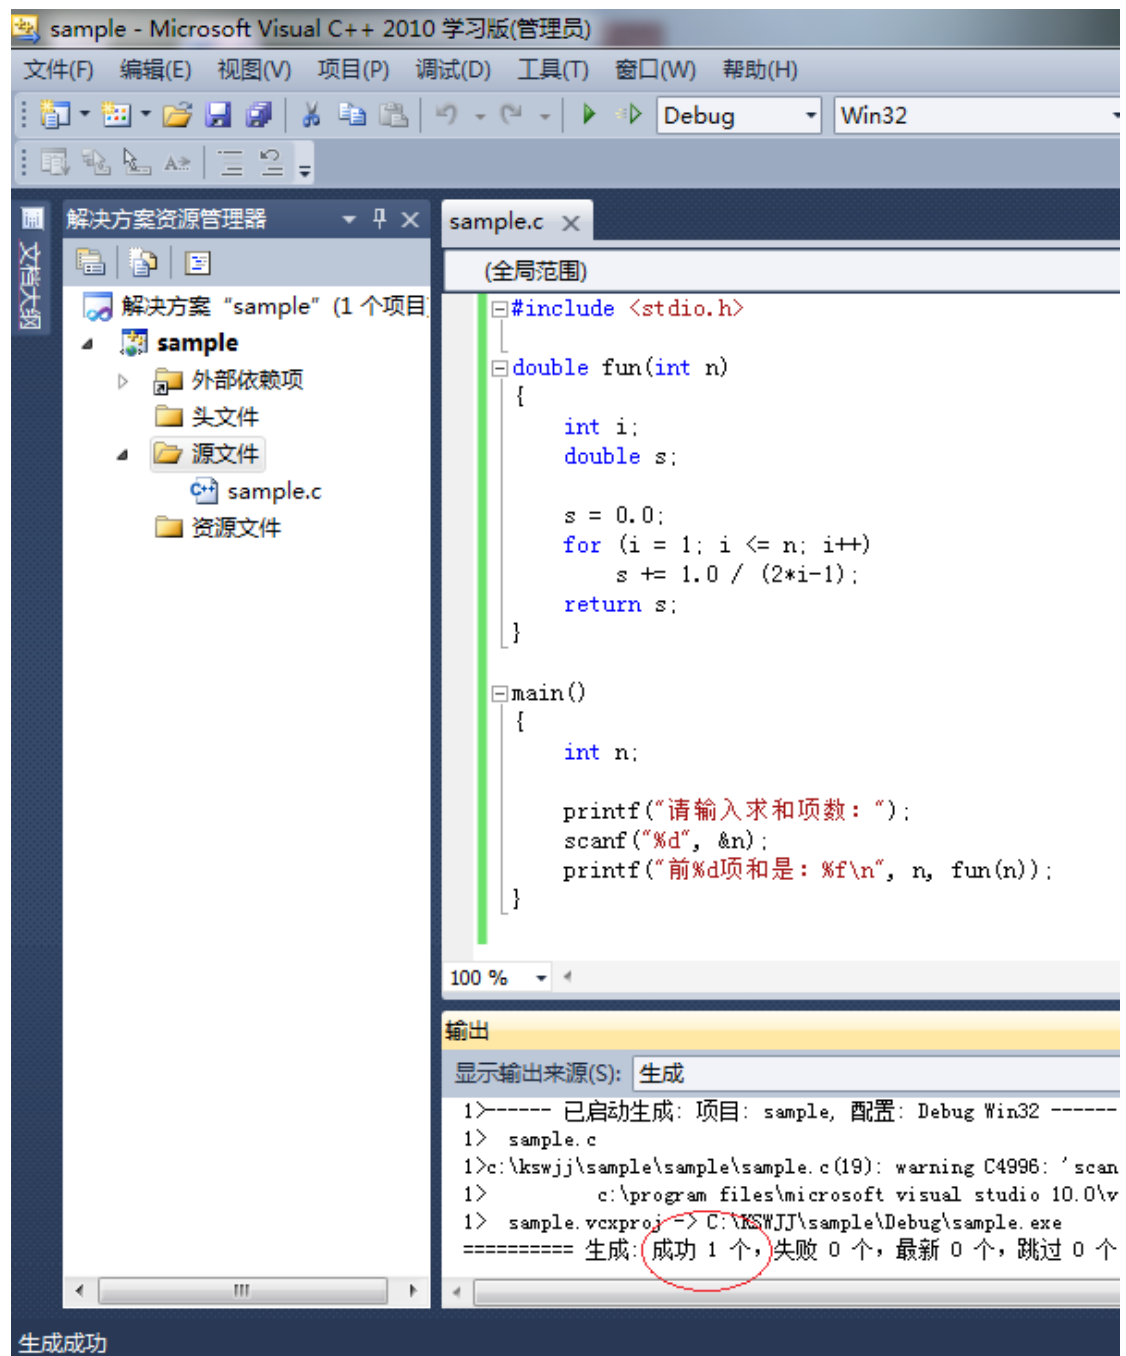 sample - Microsoft Visual C++ 2010 学习版(管理员)
文件(F) 编辑(E) 视图(V) 项目(P) 调试(D) 工具(T) 窗口(W) 帮助(H)
Debug Win32
文档大纲
解决方案资源管理器
解决方案 “sample” (1 个项目
sample
外部依赖项
头文件
源文件
sample.c
资源文件
sample.c
(全局范围)
#include <stdio.h>
double fun(int n)
{
int i;
double s;
s = 0.0;
for (i = 1; i <= n; i++)
s += 1.0 / (2*i-1);
return s;
}
main()
{
int n;
printf("请输入求和项数: ");
scanf("%d", &n);
printf("前%d项和是: %f\n", n, fun(n));
}
100 %
输出
显示输出来源(S): 生成
1>------ 已启动生成: 项目: sample, 配置: Debug Win32 ------
1> sample.c
1>c:\kswjj\sample\sample\sample.c(19): warning C4996: 'scan
1> c:\program files\microsoft visual studio 10.0\v
1> sample.vcxproj -> C:\KSWJJ\sample\Debug\sample.exe
========== 生成: 成功 1 个，失败 0 个，最新 0 个，跳过 0 个
生成成功